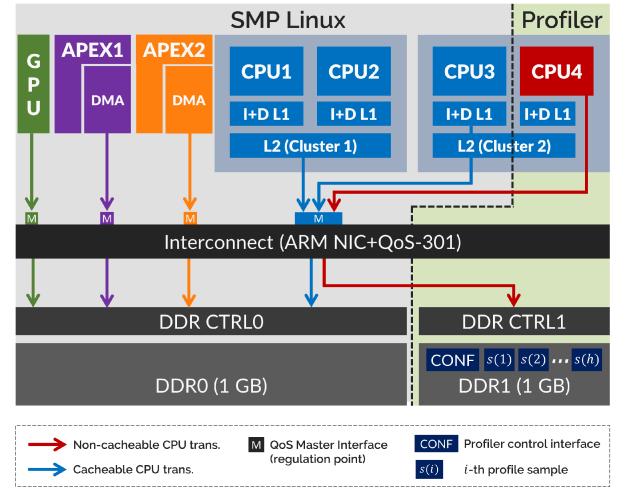 SMP Linux
Profiler
GPU
APEX1
DMA
APEX2
DMA
CPU1
CPU2
CPU3
CPU4
I+D L1
I+D L1
I+D L1
I+D L1
L2 (Cluster 1)
L2 (Cluster 2)
M
M
M
M
Interconnect (ARM NIC+QoS-301)
DDR CTRL0
DDR CTRL1
CONF
s(1)
s(2)
...
s(h)
DDR0 (1 GB)
DDR1 (1 GB)
Non-cacheable CPU trans.
Cacheable CPU trans.
M
QoS Master Interface
(regulation point)
CONF
Profiler control interface
s(i)
i-th profile sample